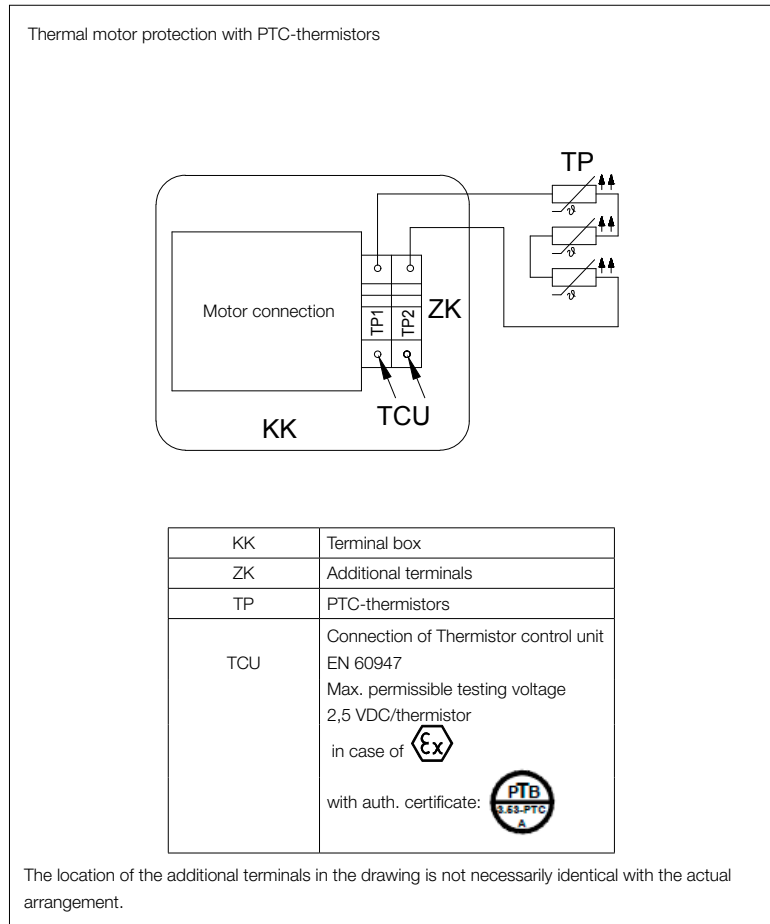 Thermal motor protection with PTC-thermistors
TP
ϑ
ϑ
ϑ
Motor connection
TP1
TP2
ZK
TCU
KK
KK Terminal box
ZK Additional terminals
TP PTC-thermistors
TCU Connection of Thermistor control unit
EN 60947
Max. permissible testing voltage
2,5 VDC/thermistor
in case of Ex
with auth. certificate: PTB
3.53-PTC
A
The location of the additional terminals in the drawing is not necessarily identical with the actual
arrangement.